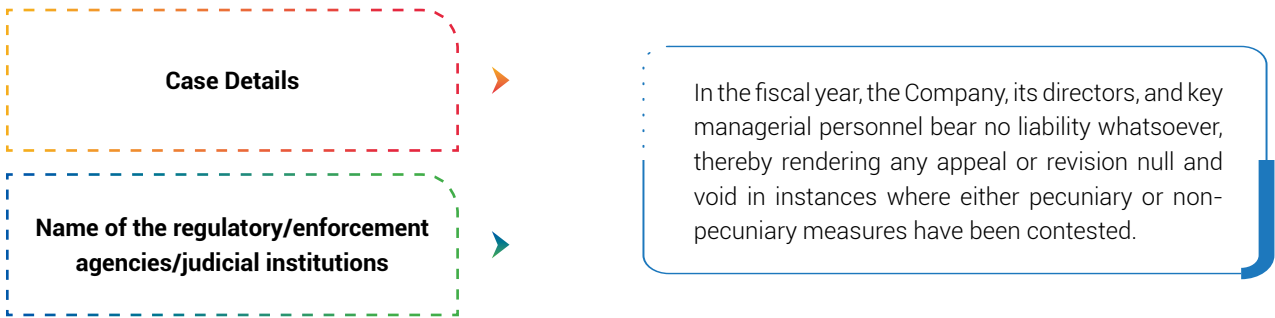 Case Details
Name of the regulatory/enforcement
agencies/judicial institutions
In the fiscal year, the Company, its directors, and key
managerial personnel bear no liability whatsoever,
thereby rendering any appeal or revision null and
void in instances where either pecuniary or non-
pecuniary measures have been contested.